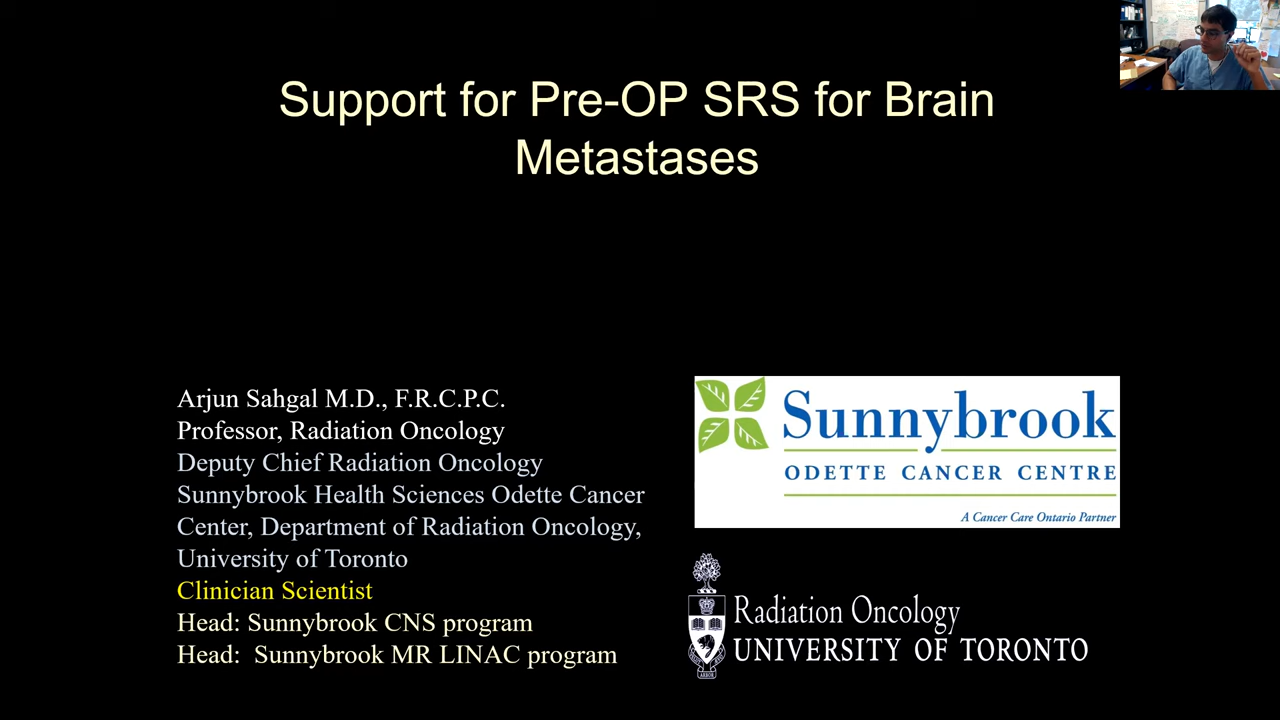 Support for Pre-OP SRS for Brain
Metastases
Arjun Sahgal M.D., F.R.C.P.C.
Professor, Radiation Oncology
Deputy Chief Radiation Oncology
Sunnybrook Health Sciences Odette Cancer
Center, Department of Radiation Oncology,
University of Toronto
Clinician Scientist
Head: Sunnybrook CNS program
Head:  Sunnybrook MR LINAC program
Sunnybrook
ODETTE CANCER CENTRE
A Cancer Care Ontario Partner
Radiation Oncology
UNIVERSITY OF TORONTO